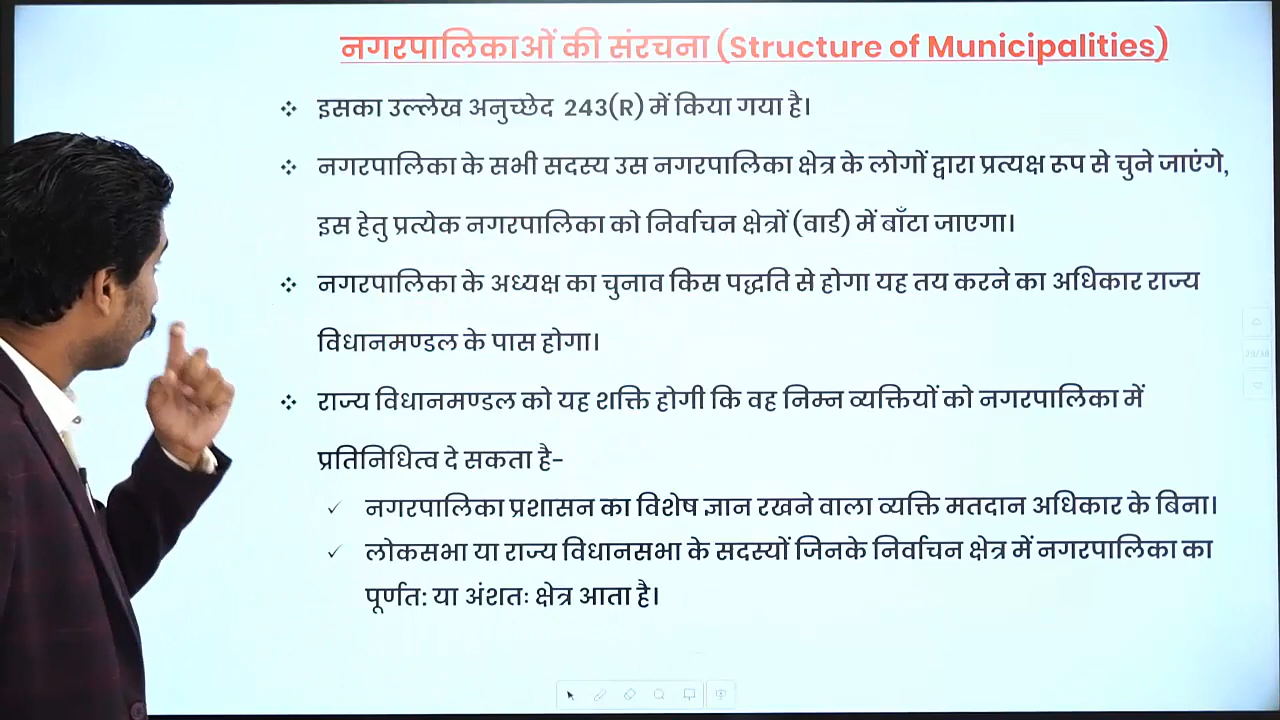 नगरपालिकाओं की संरचना (Structure of Municipalities)
❖ इसका उल्लेख अनुच्छेद 243(R) में किया गया है।
❖ नगरपालिका के सभी सदस्य उस नगरपालिका क्षेत्र के लोगों द्वारा प्रत्यक्ष रूप से चुने जाएंगे,
इस हेतु प्रत्येक नगरपालिका को निर्वाचन क्षेत्रों (वार्ड) में बाँटा जाएगा।
❖ नगरपालिका के अध्यक्ष का चुनाव किस पद्धति से होगा यह तय करने का अधिकार राज्य
विधानमण्डल के पास होगा।
❖ राज्य विधानमण्डल को यह शक्ति होगी कि वह निम्न व्यक्तियों को नगरपालिका में
प्रतिनिधित्व दे सकता है-
✓ नगरपालिका प्रशासन का विशेष ज्ञान रखने वाला व्यक्ति मतदान अधिकार के बिना।
✓ लोकसभा या राज्य विधानसभा के सदस्यों जिनके निर्वाचन क्षेत्र में नगरपालिका का
पूर्णत: या अंशतः क्षेत्र आता है।